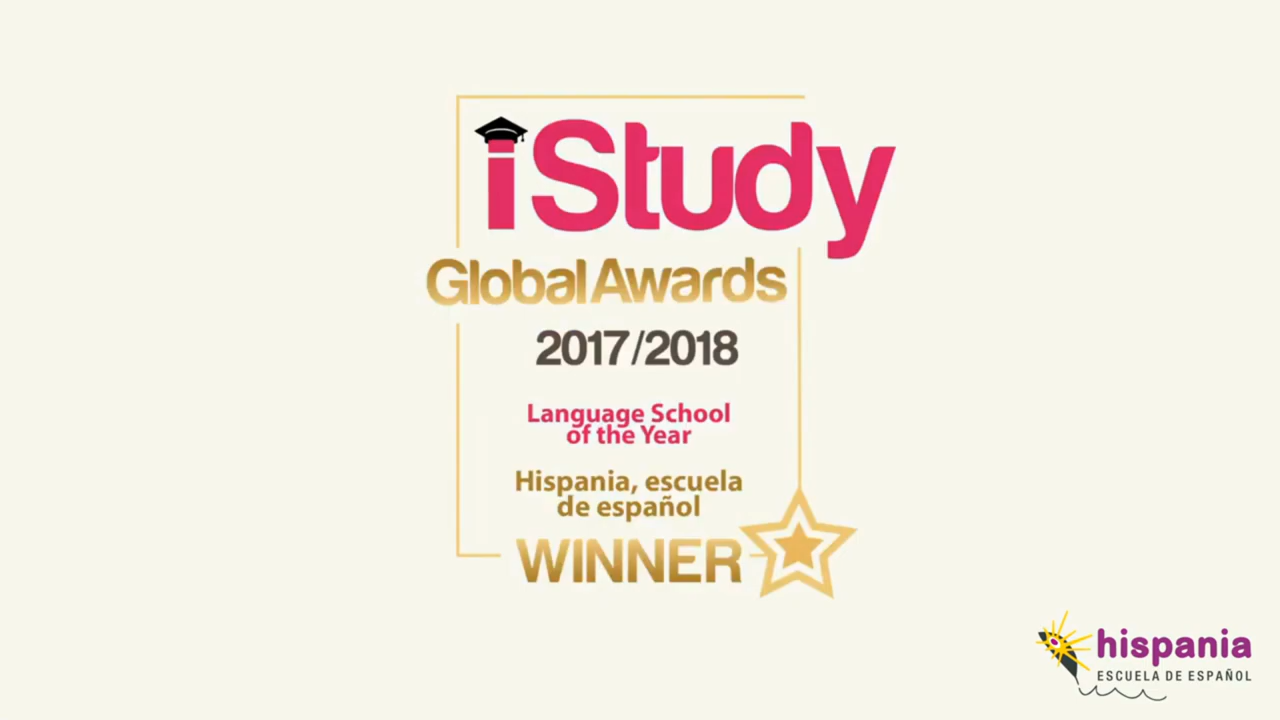 iStudy
Global Awards
2017/2018
Language School
of the Year
Hispania, escuela
de español
WINNER
hispania
ESCUELA DE ESPAÑOL